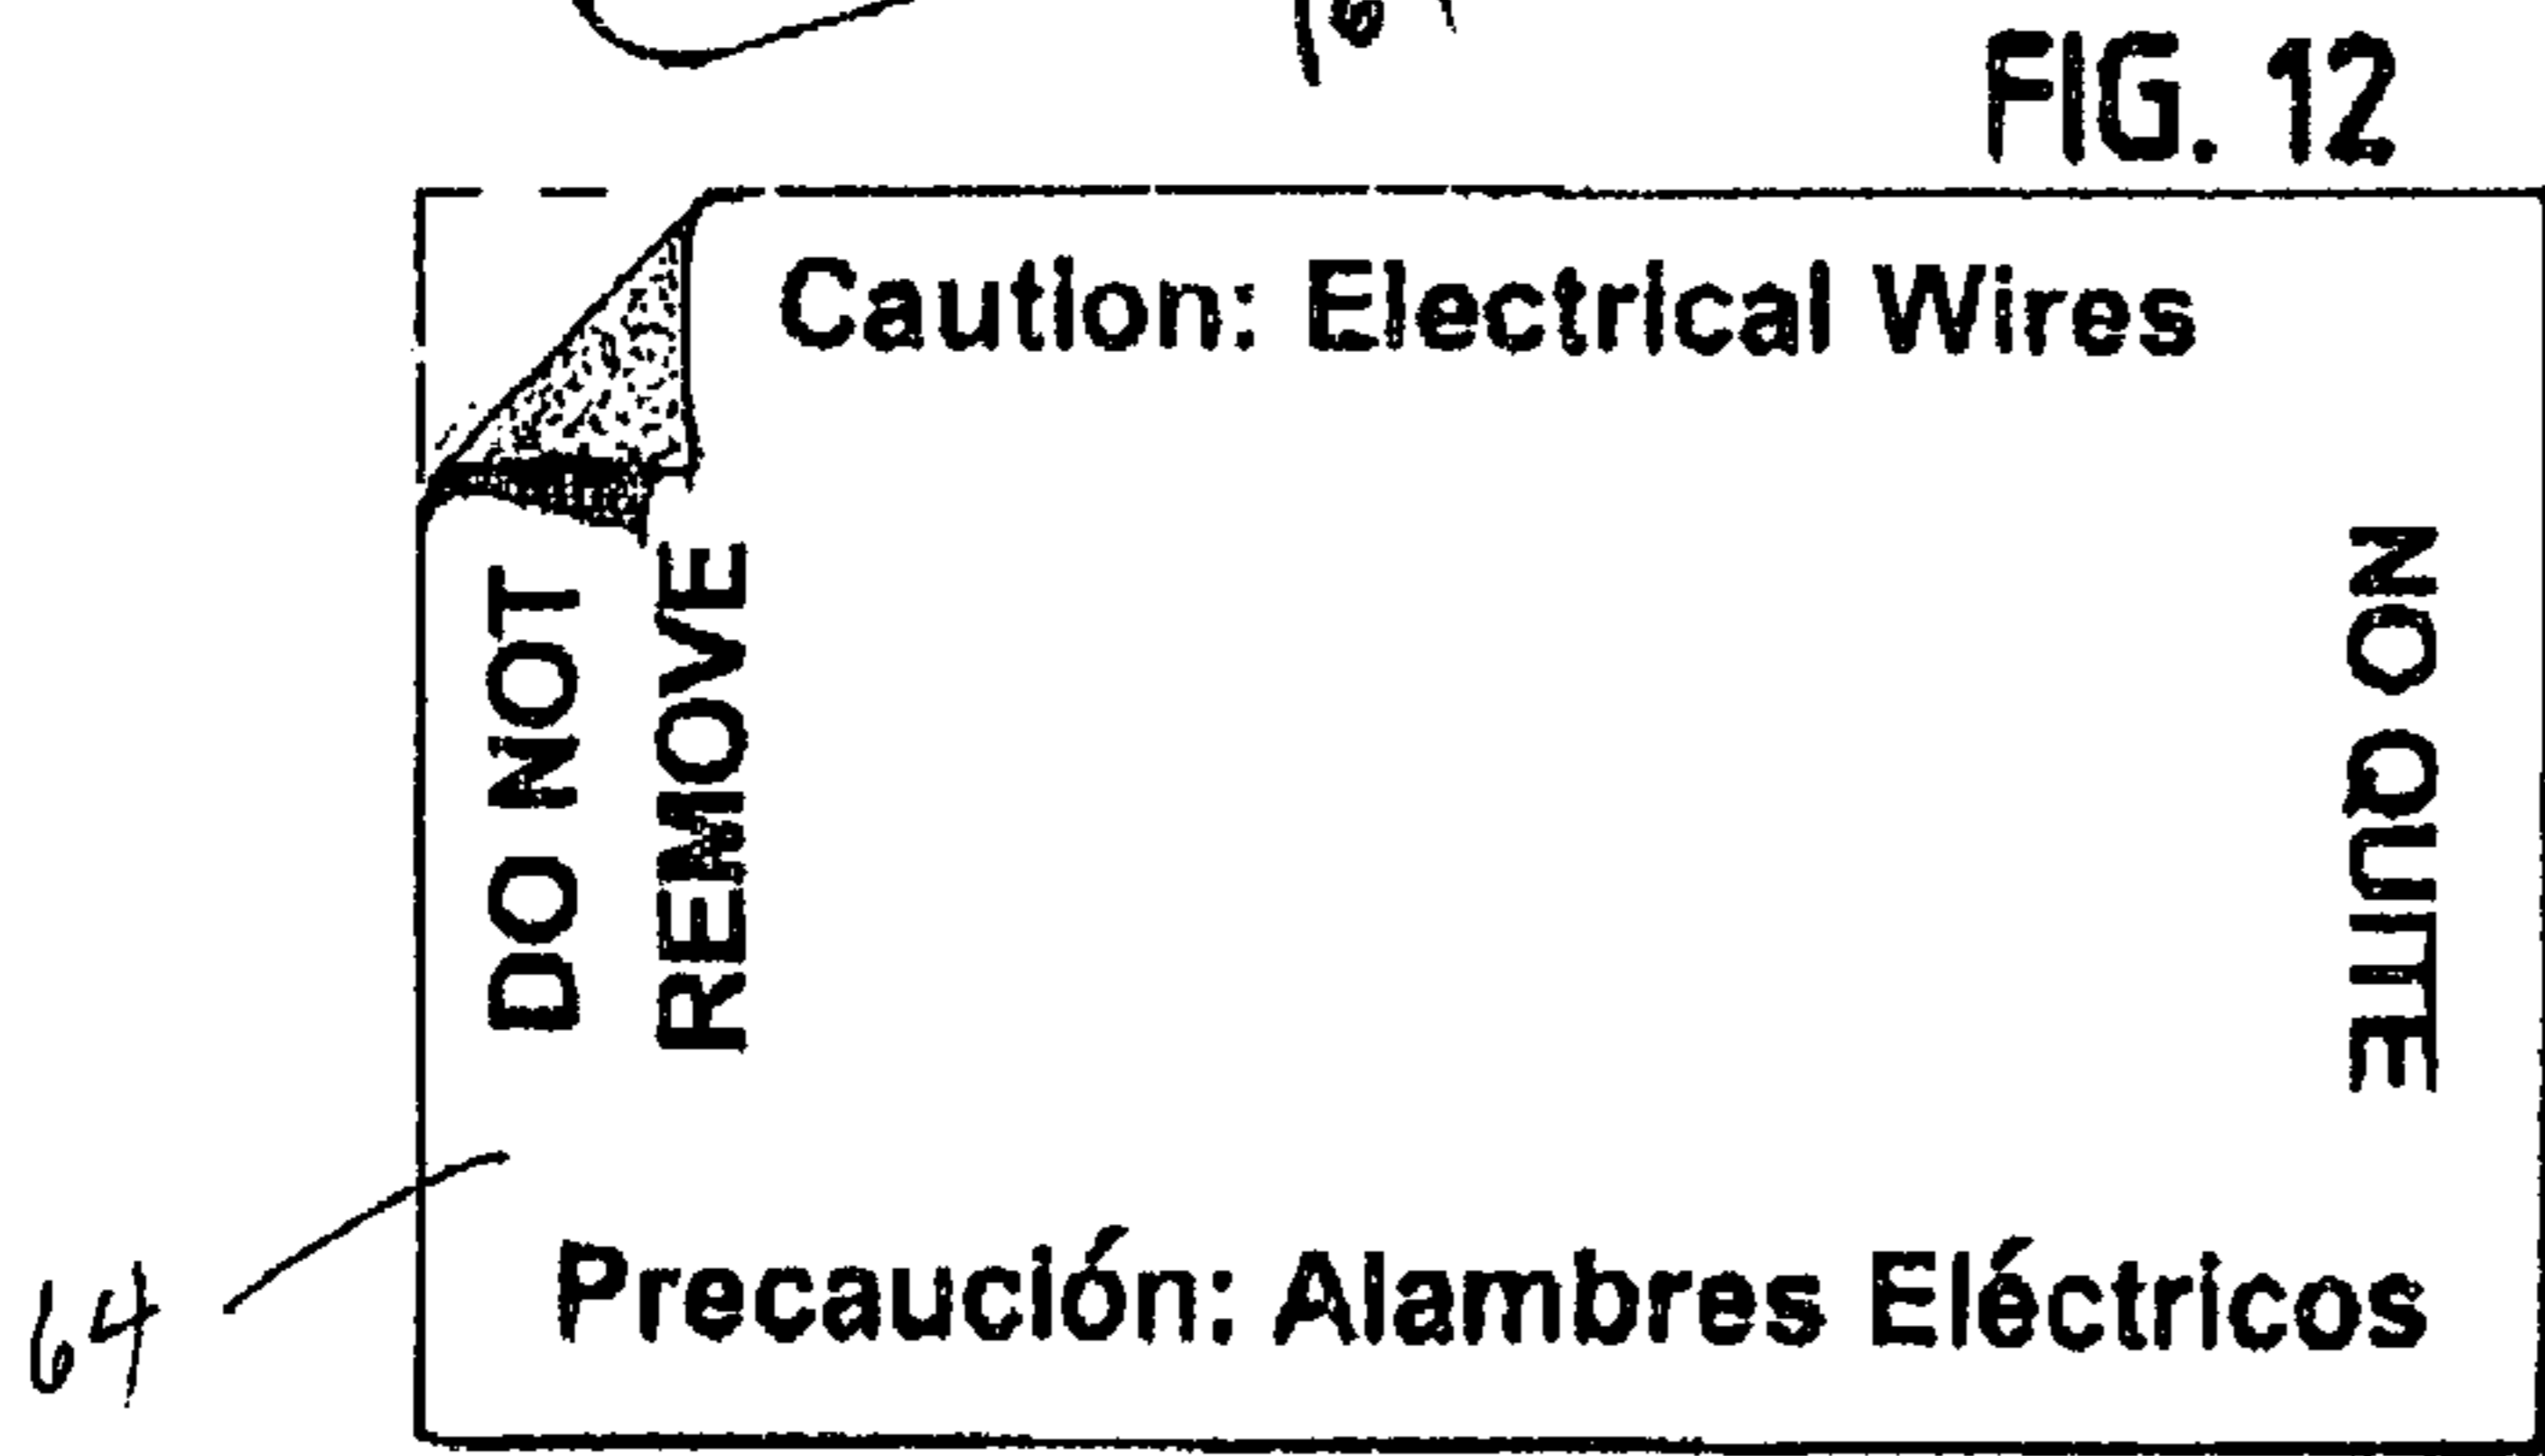 FIG. 12
Caution: Electrical Wires
DO NOT
REMOVE
NO QUITE
Precaución: Alambres Eléctricos
64